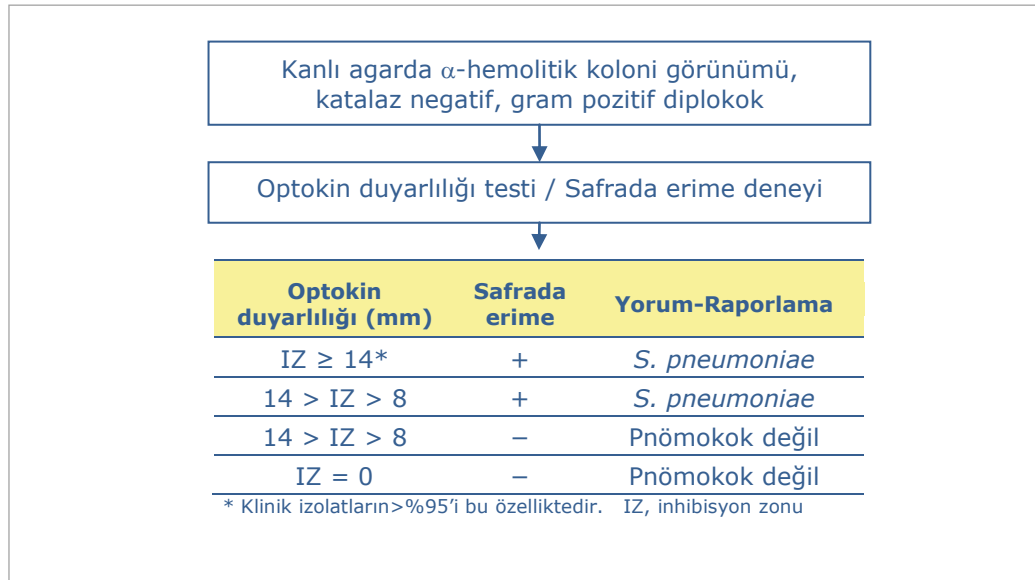 Kanlı agarda α-hemolitik koloni görünümü,
katalaz negatif, gram pozitif diplokok
Optokin duyarlılığı testi / Safrada erime deneyi
Optokin duyarlılığı (mm) Safrada erime Yorum-Raporlama
IZ ≥ 14* + S. pneumoniae
14 > IZ > 8 + S. pneumoniae
14 > IZ > 8 − Pnömokok değil
IZ = 0 − Pnömokok değil
* Klinik izolatların>%95’i bu özelliktedir. IZ, inhibisyon zonu